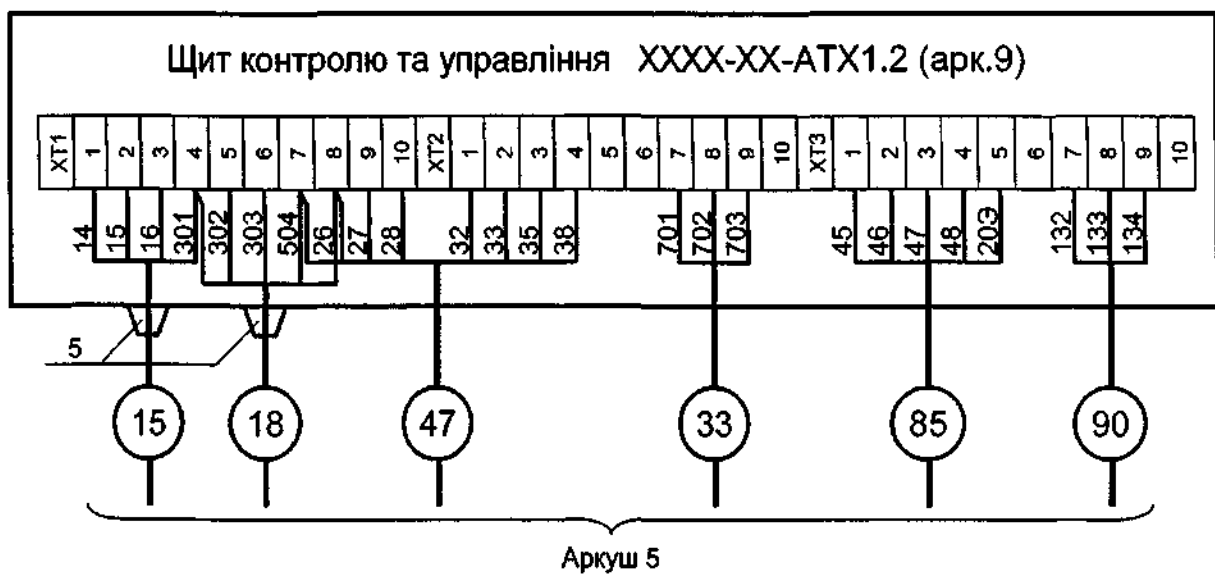 Щит контролю та управління XXXX-XX-АТХ1.2 (арк.9)
XT1 1 2 3 4 5 6 7 8 9 10 XT2 1 2 3 4 5 6 7 8 9 10 XT3 1 2 3 4 5 6 7 8 9 10
14 15 16 301 302 303 504 26 27 28 32 33 35 38 701 702 703 45 46 47 48 203 132 133 134
5
15 18 47 33 85 90
Аркуш 5